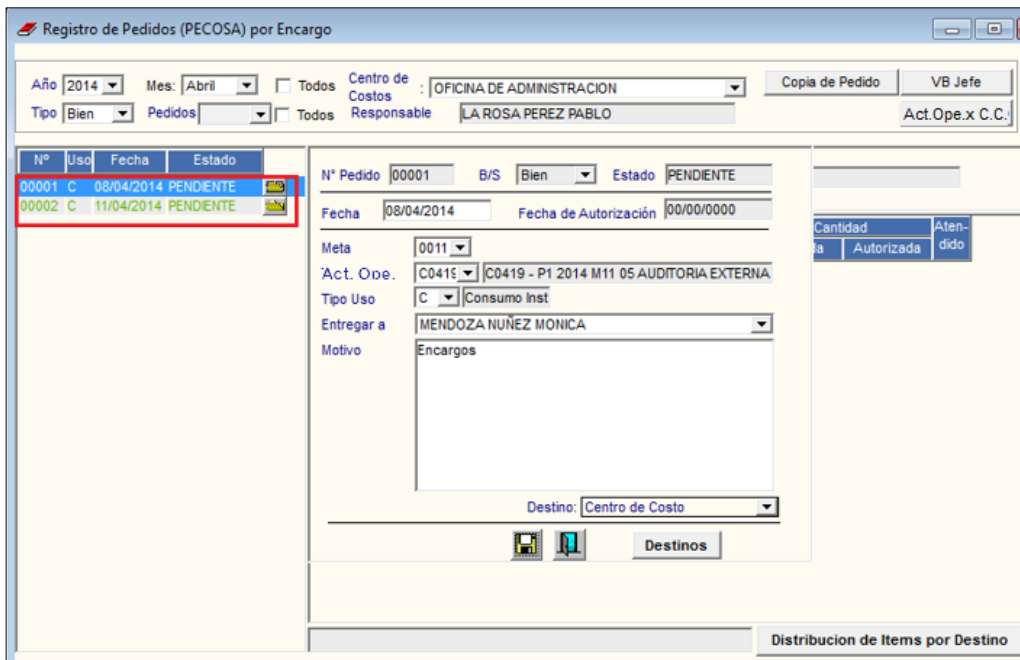 Registro de Pedidos (PECOSA) por Encargo
Año 2014 Mes: Abril Todos Centro de Costos : OFICINA DE ADMINISTRACION Copia de Pedido VB Jefe
Tipo Bien Pedidos Todos Responsable LA ROSA PEREZ PABLO Act.Ope.x C.C.
Nº Uso Fecha Estado
00001 C 08/04/2014 PENDIENTE
00002 C 11/04/2014 PENDIENTE
N° Pedido 00001 B/S Bien Estado PENDIENTE
Fecha 08/04/2014 Fecha de Autorización 00/00/0000
Cantidad Aten-
Autorizada dido
Meta 0011
Act. Ope. C0419 - P1 2014 M11 05 AUDITORIA EXTERNA
Tipo Uso C Consumo Inst
Entregar a MENDOZA NUÑEZ MONICA
Motivo Encargos
Destino: Centro de Costo
Destinos
Distribucion de Items por Destino